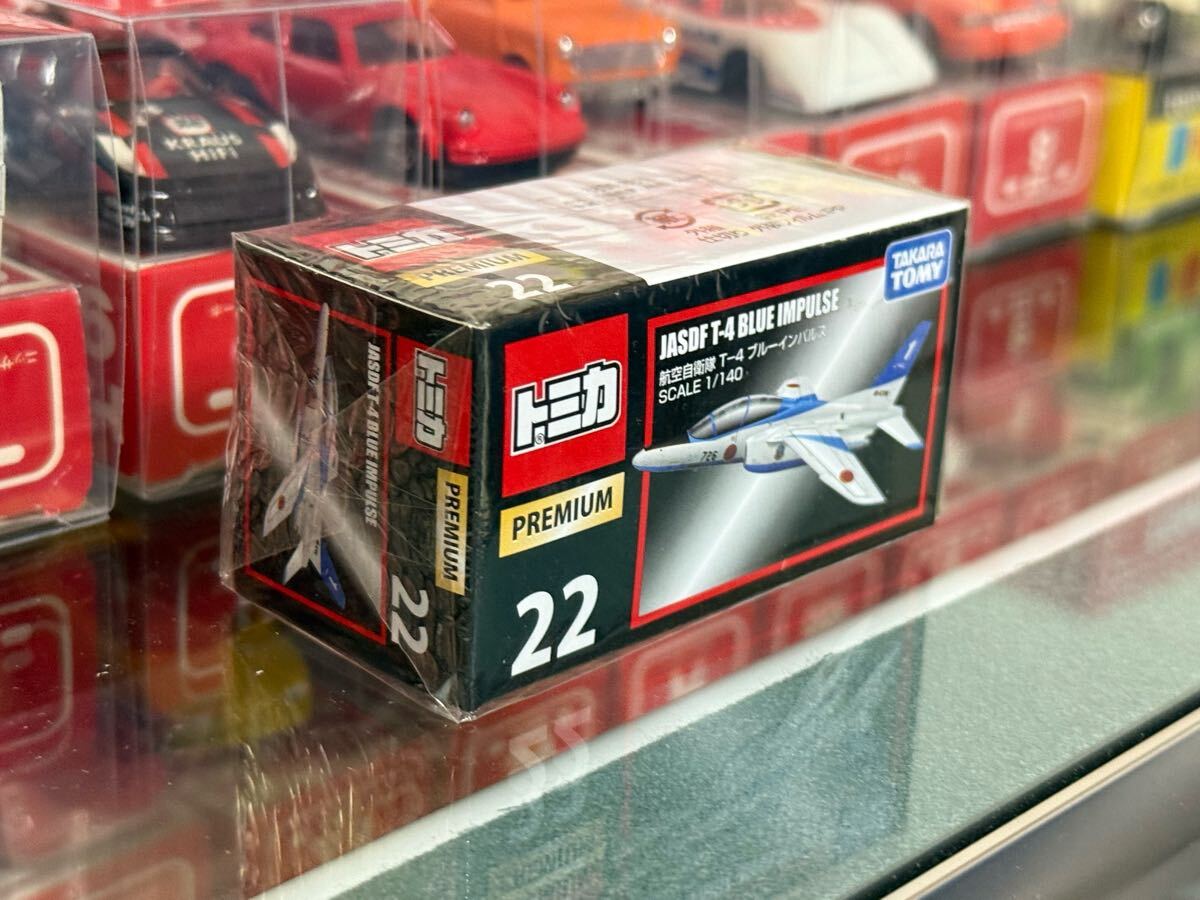 KRAUS
HIFI
トミカ
PREMIUM
22
JASDF T-4 BLUE IMPULSE
トミカ
PREMIUM
22
トミカ
PREMIUM
22
JASDF T-4 BLUE IMPULSE
航空自衛隊 T-4 ブルーインパルス
SCALE 1/140
726
TAKARA
TOMY